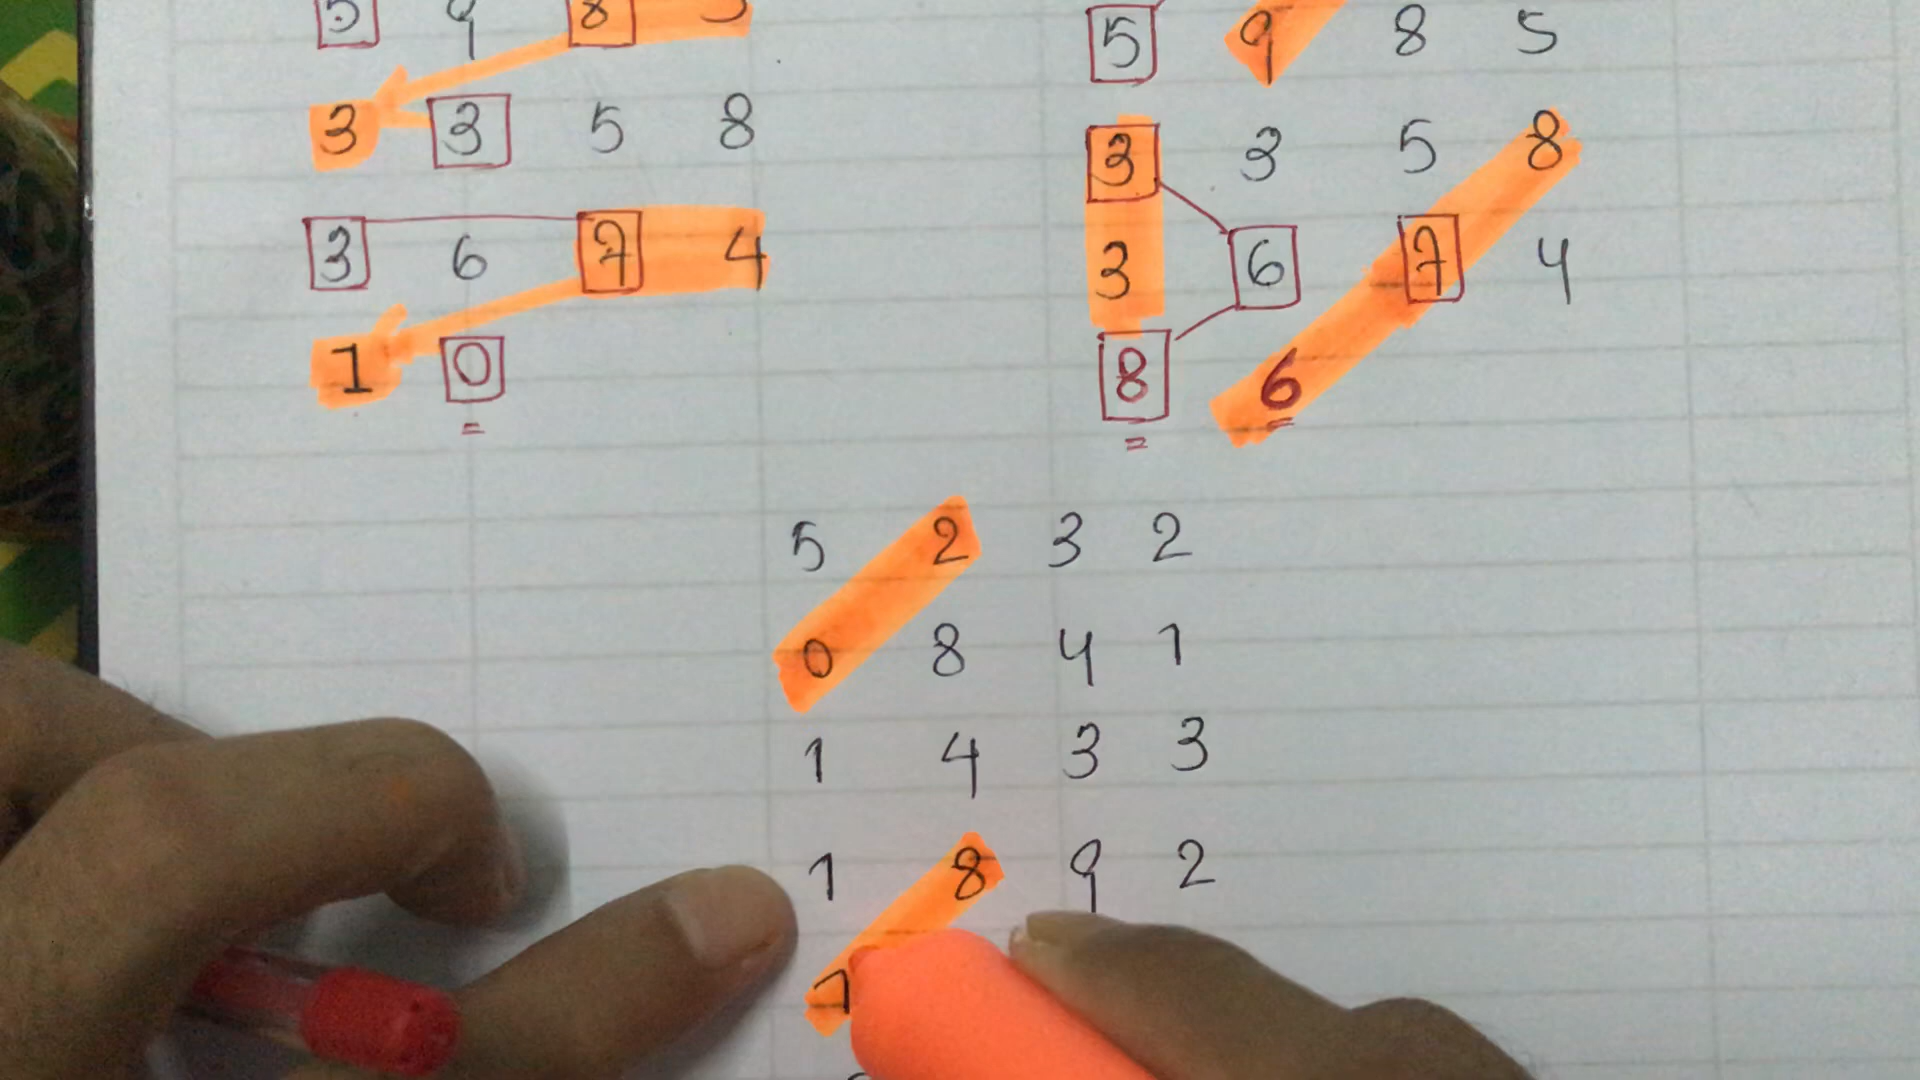 5 9 8 5
3 3 5 8
3 6 7 4
1 0
=
5 9 8 5
3 3 5 8
3 6 7 4
8 6
= =
5 2 3 2
0 8 4 1
1 4 3 3
1 8 9 2
1